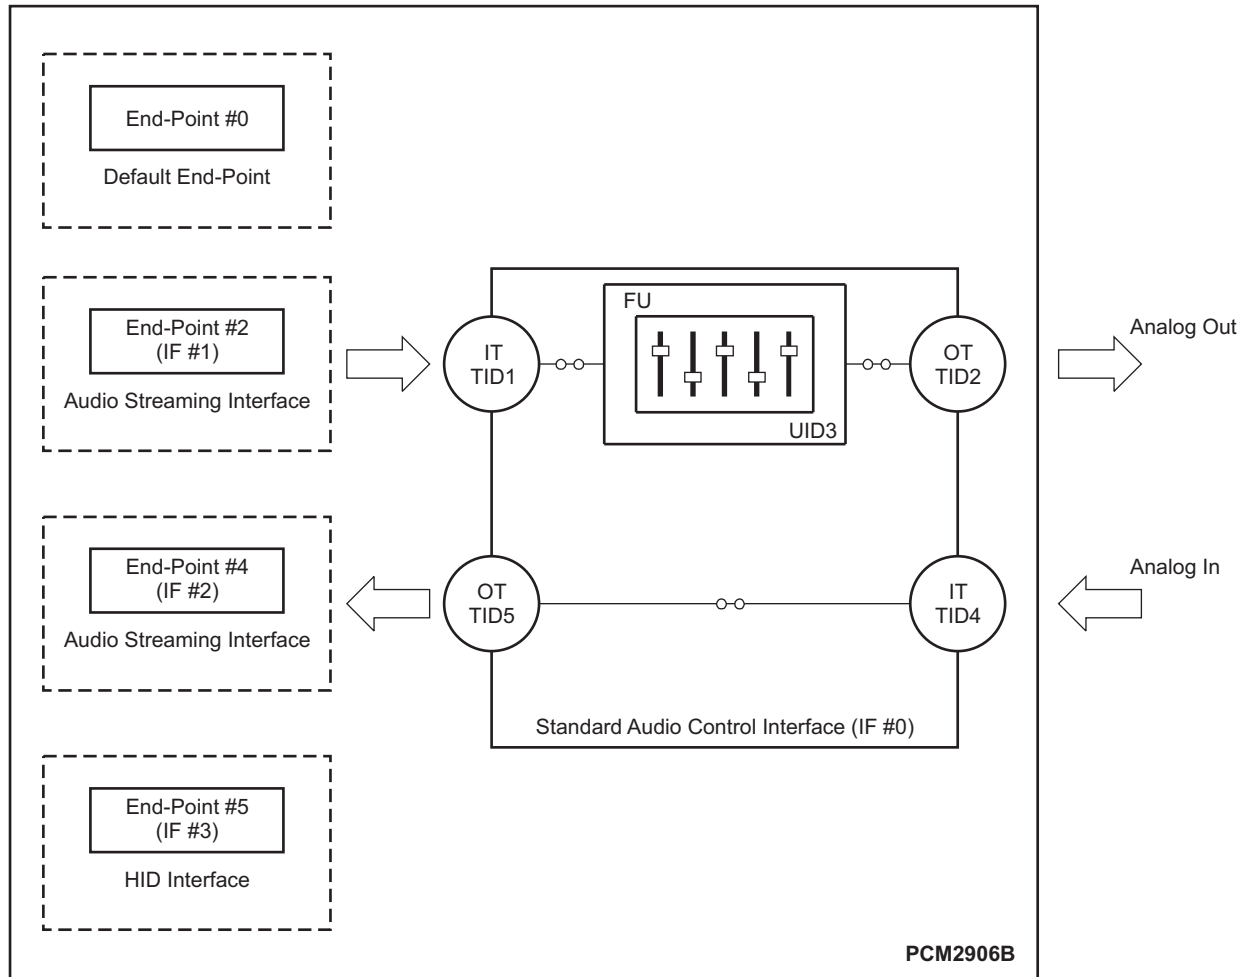 End-Point #0
Default End-Point
End-Point #2
(IF #1)
Audio Streaming Interface
IT
TID1
FU
UID3
OT
TID2
Analog Out
End-Point #4
(IF #2)
Audio Streaming Interface
OT
TID5
IT
TID4
Analog In
Standard Audio Control Interface (IF #0)
End-Point #5
(IF #3)
HID Interface
PCM2906B